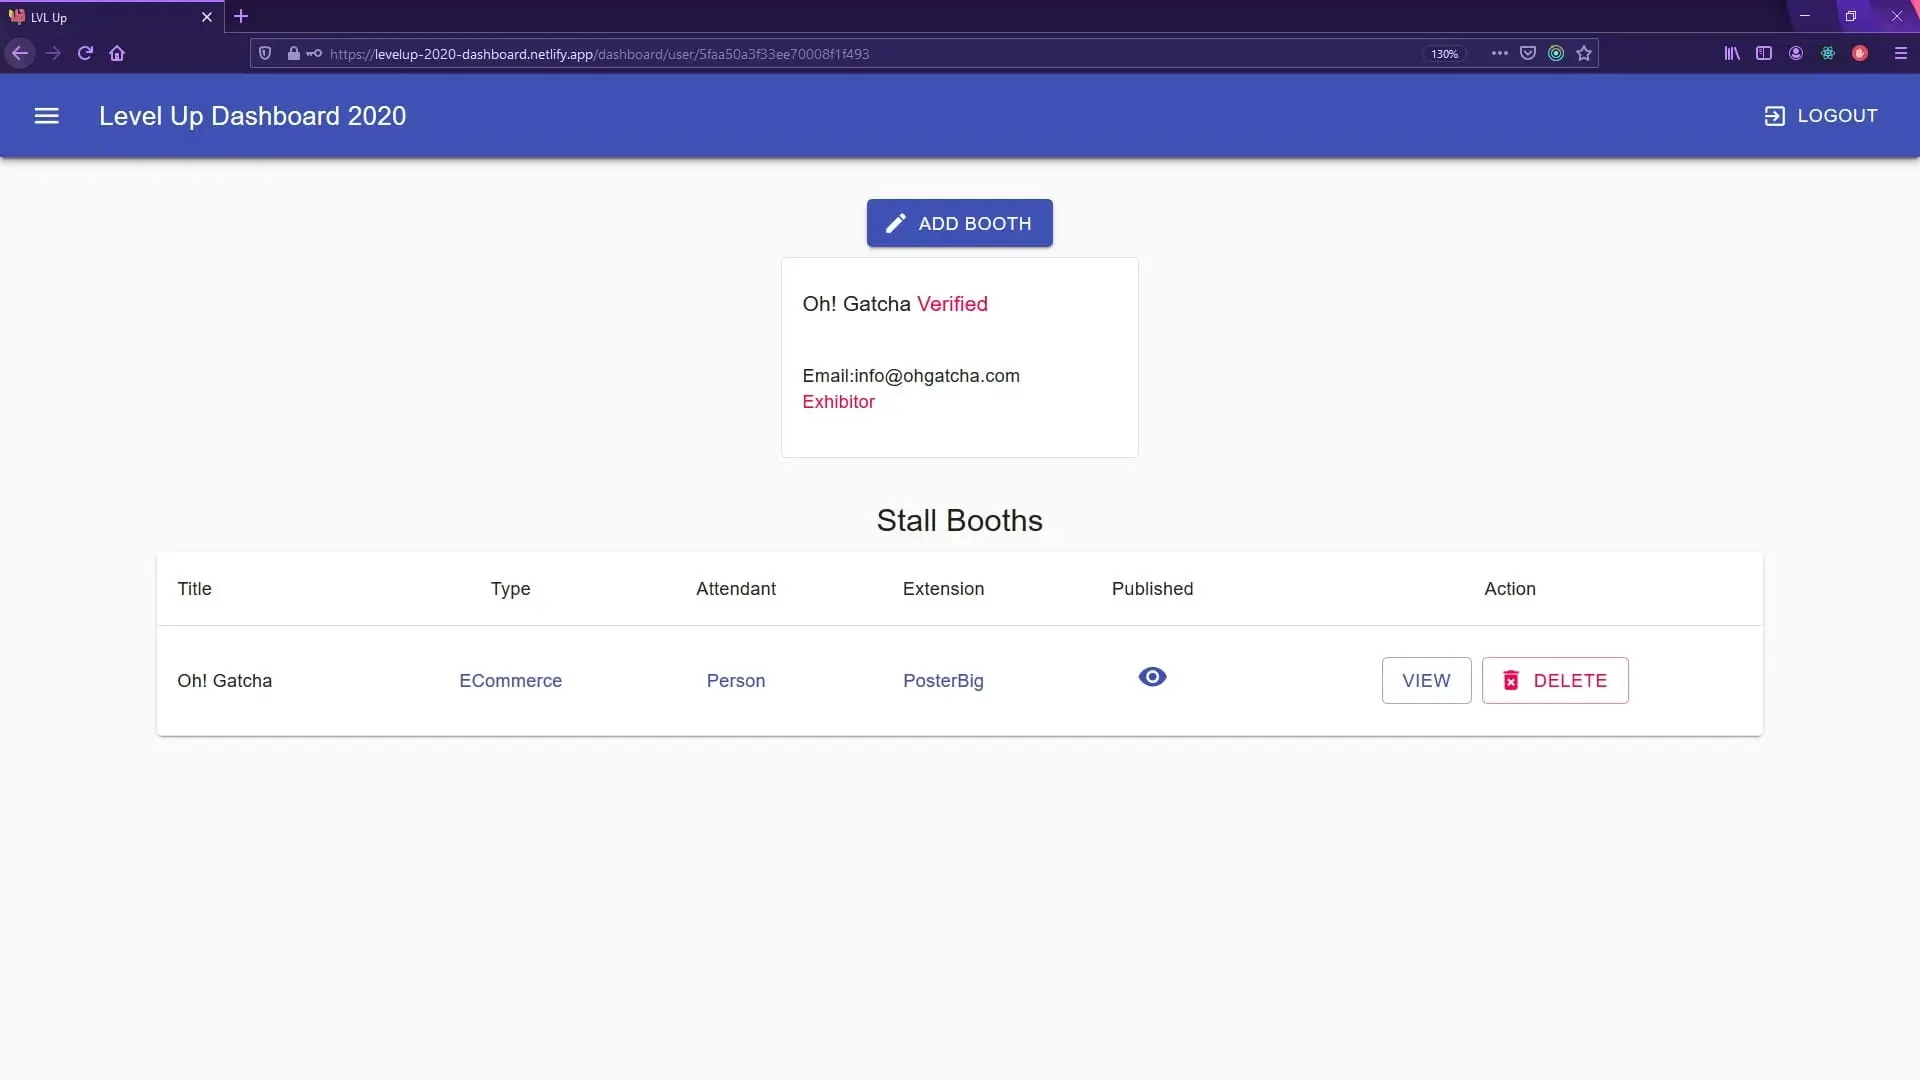 LVL Up
https://levelup-2020-dashboard.netlify.app/dashboard/user/5faa50a3f33ee70008f1f493
130%
Level Up Dashboard 2020
LOGOUT
ADD BOOTH
Oh! Gatcha Verified
Email:info@ohgatcha.com
Exhibitor
Stall Booths
Title Type Attendant Extension Published Action
Oh! Gatcha ECommerce Person PosterBig VIEW DELETE